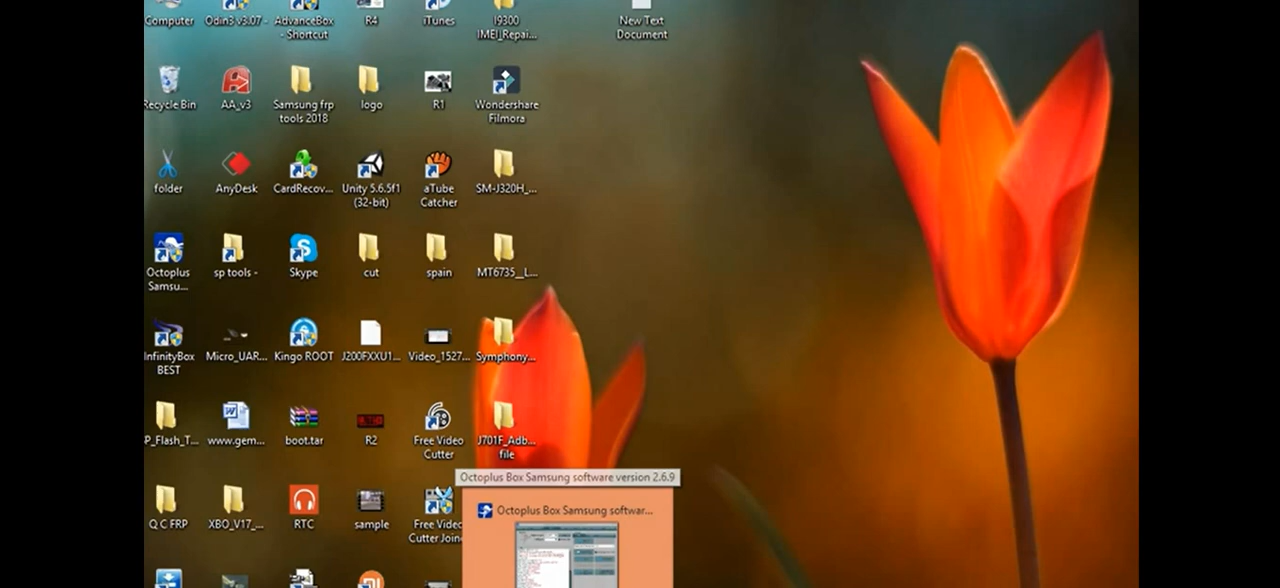 Computer
Odin3 v3.07 -
AdvanceBox
- Shortcut
R4
iTunes
I9300
IMEI_Repai...
New Text
Document
Recycle Bin
AA_v3
Samsung frp
tools 2018
logo
R1
Wondershare
Filmora
folder
AnyDesk
CardRecov...
Unity 5.6.5f1
(32-bit)
aTube
Catcher
SM-J320H_...
Octoplus
Samsu...
sp tools -
Skype
cut
spain
MT6735__L...
InfinityBox
BEST
Micro_UAR...
Kingo ROOT
J200FXXU1...
Video_1527...
Symphony...
P_Flash_T...
www.gem...
boot.tar
R2
Free Video
Cutter
J701F_Adb...
file
Octoplus Box Samsung software version 2.6.9
Q C FRP
XBO_V17_...
RTC
sample
Free Video
Cutter Joine
Octoplus Box Samsung softwar...